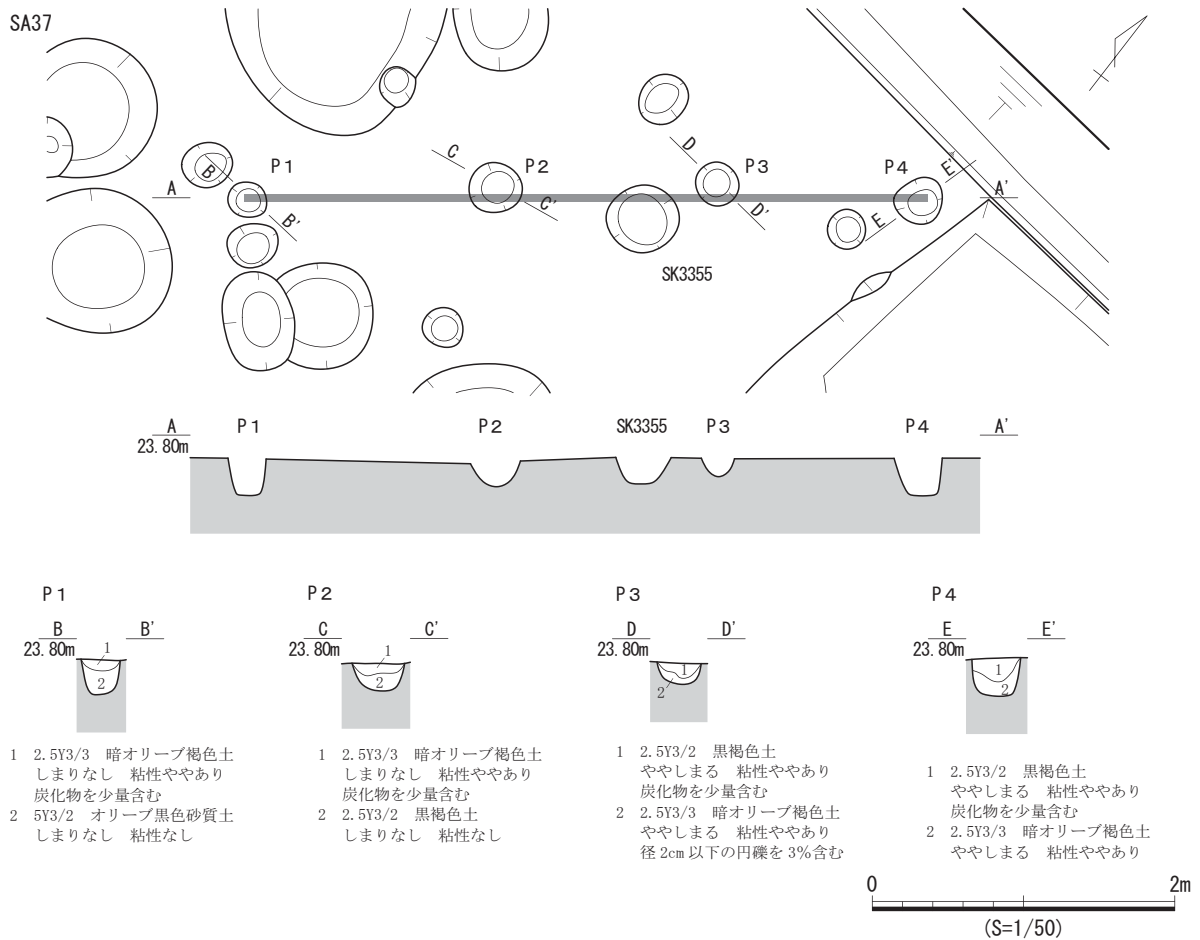 SA37
P1
P2
P3
P4
A
A'
B
B'
C
C'
D
D'
E
E'
SK3355
A
23.80m
P1
P2
SK3355
P3
P4
A'
P1
B
B'
23.80m
1
2
1 2.5Y3/3 暗オリーブ褐色土
しまりなし 粘性ややあり
炭化物を少量含む
2 5Y3/2 オリーブ黒色砂質土
しまりなし 粘性なし
P2
C
C'
23.80m
1
2
1 2.5Y3/3 暗オリーブ褐色土
しまりなし 粘性ややあり
炭化物を少量含む
2 2.5Y3/2 黒褐色土
しまりなし 粘性なし
P3
D
D'
23.80m
1
2
1 2.5Y3/2 黒褐色土
ややしまる 粘性ややあり
炭化物を少量含む
2 2.5Y3/3 暗オリーブ褐色土
ややしまる 粘性ややあり
径2cm以下の円礫を3%含む
P4
E
E'
23.80m
1
2
1 2.5Y3/2 黒褐色土
ややしまる 粘性ややあり
炭化物を少量含む
2 2.5Y3/3 暗オリーブ褐色土
ややしまる 粘性ややあり
0
2m
(S=1/50)